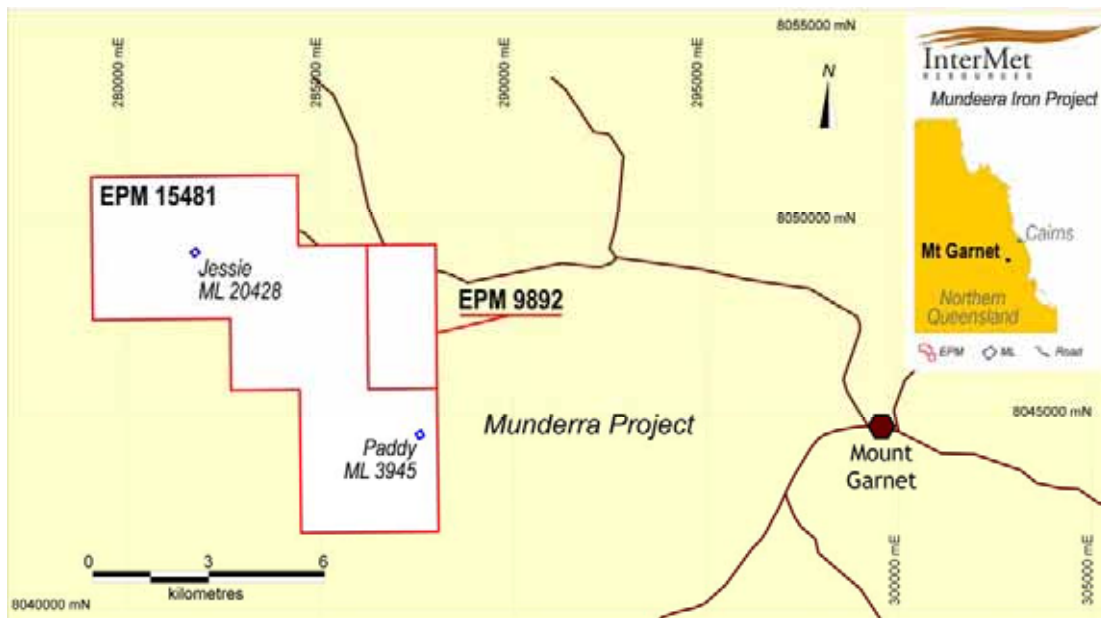 8055000 mN
280000 mE
285000 mE
290000 mE
295000 mE
N
InterMet
RESOURCES
Mundeera Iron Project
Cairns
Mt Garnet
Northern
Queensland
EPM
ML
Road
EPM 15481
Jessie
ML 20428
8050000 mN
EPM 9892
Munderra Project
8045000 mN
Mount
Garnet
Paddy
ML 3945
0 3 6
kilometres
8040000 mN
300000 mE
305000 mE